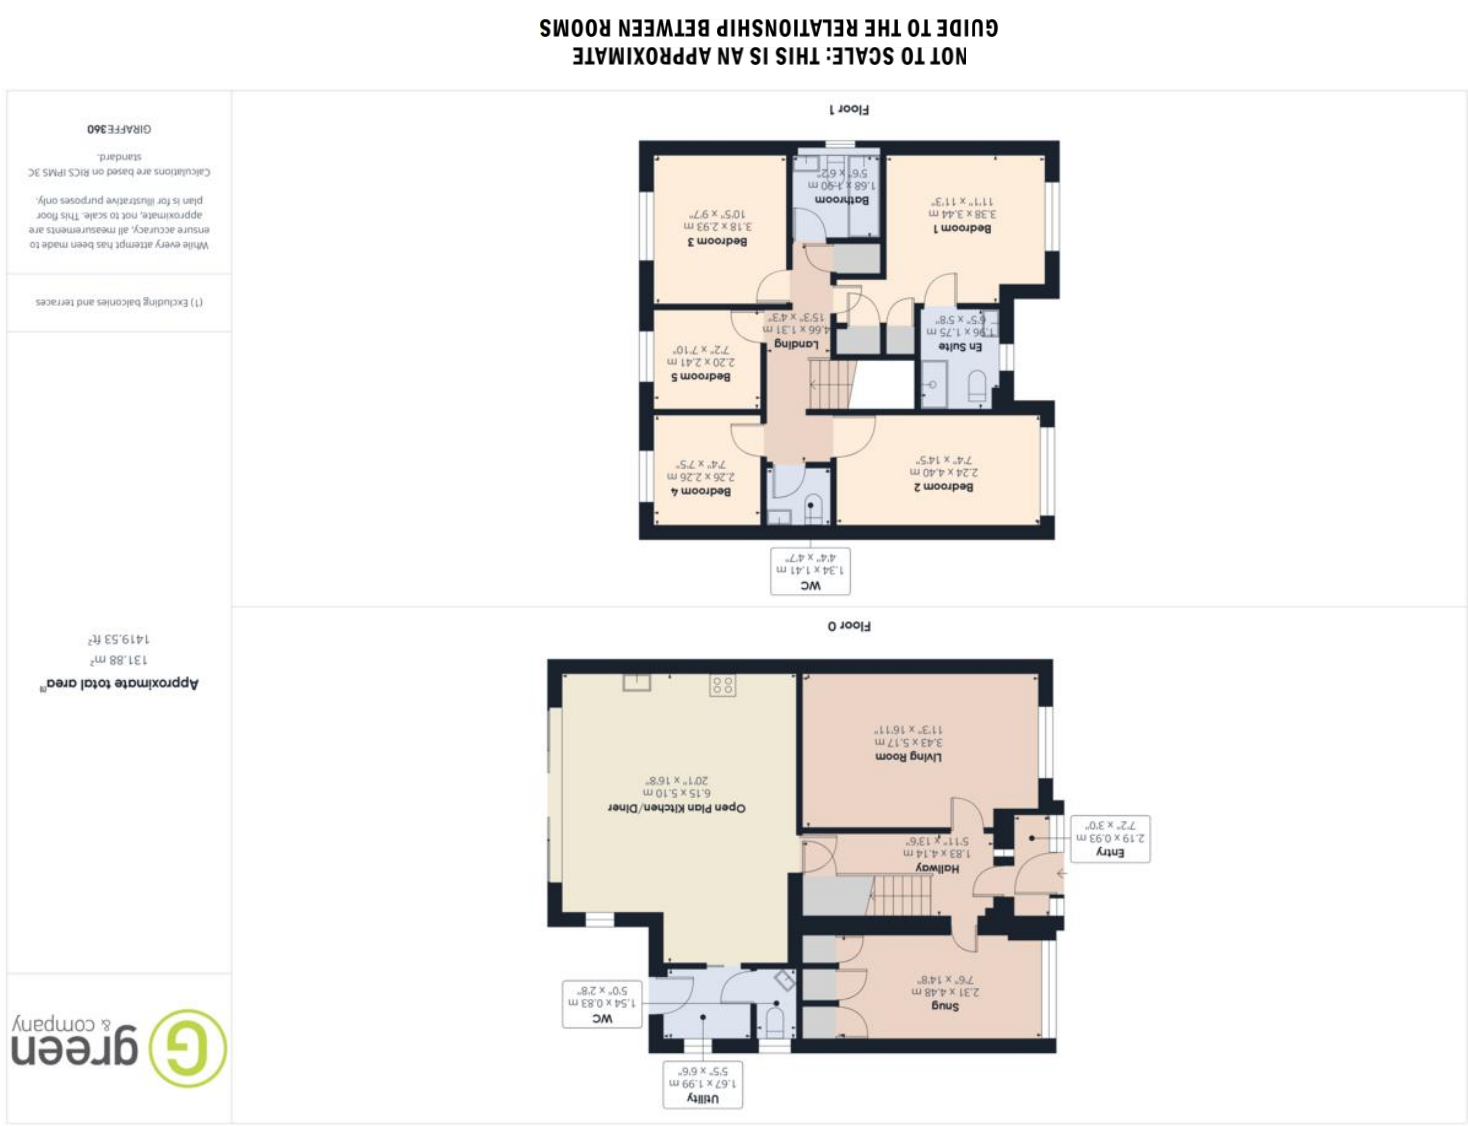 Utility
1.67 x 1.99 m
5'5" x 6'6"
WC
1.54 x 0.83 m
5'0" x 2'8"
Snug
2.31 x 4.48 m
7'6" x 14'8"
Hallway
1.83 x 4.14 m
5'11" x 13'6"
Entry
2.19 x 0.93 m
7'2" x 3'0"
Open Plan Kitchen/Diner
6.15 x 5.10 m
20'1" x 16'8"
Living Room
3.43 x 5.17 m
11'3" x 16'11"
Floor 0
WC
1.34 x 1.41 m
4'4" x 4'7"
Bedroom 2
2.24 x 4.40 m
7'4" x 14'5"
Bedroom 4
2.26 x 2.26 m
7'4" x 7'5"
Bedroom 5
2.20 x 2.41 m
7'2" x 7'10"
En Suite
1.96 x 1.75 m
6'5" x 5'8"
Landing
4.66 x 1.31 m
15'3" x 4'3"
Bedroom 1
3.38 x 3.44 m
11'1" x 11'3"
Bathroom
1.68 x 1.90 m
5'6" x 6'2"
Bedroom 3
3.18 x 2.93 m
10'5" x 9'7"
Floor 1
G green
& company
Approximate total area(1)
131.88 m²
1419.53 ft²
(1) Excluding balconies and terraces
While every attempt has been made to
ensure accuracy, all measurements are
approximate, not to scale. This floor
plan is for illustrative purposes only.
Calculations are based on RICS IPMS 3C
standard.
GIRAFFE360
NOT TO SCALE: THIS IS AN APPROXIMATE
GUIDE TO THE RELATIONSHIP BETWEEN ROOMS